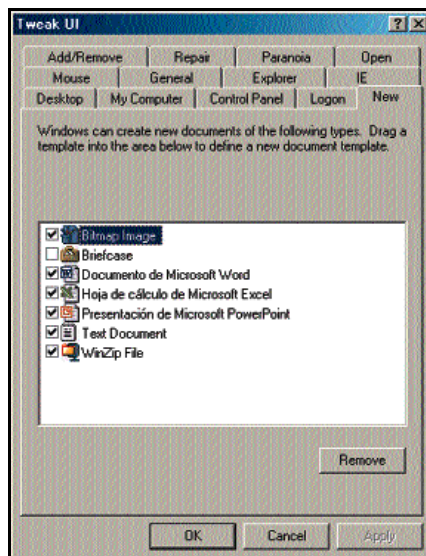 Tweak UI
Add/Remove Repair Paranoia Open
Mouse General Explorer IE
Desktop My Computer Control Panel Logon New
Windows can create new documents of the following types. Drag a
template into the area below to define a new document template.
Bitmap Image
Briefcase
Documento de Microsoft Word
Hoja de cálculo de Microsoft Excel
Presentación de Microsoft PowerPoint
Text Document
WinZip File
Remove
OK Cancel Apply